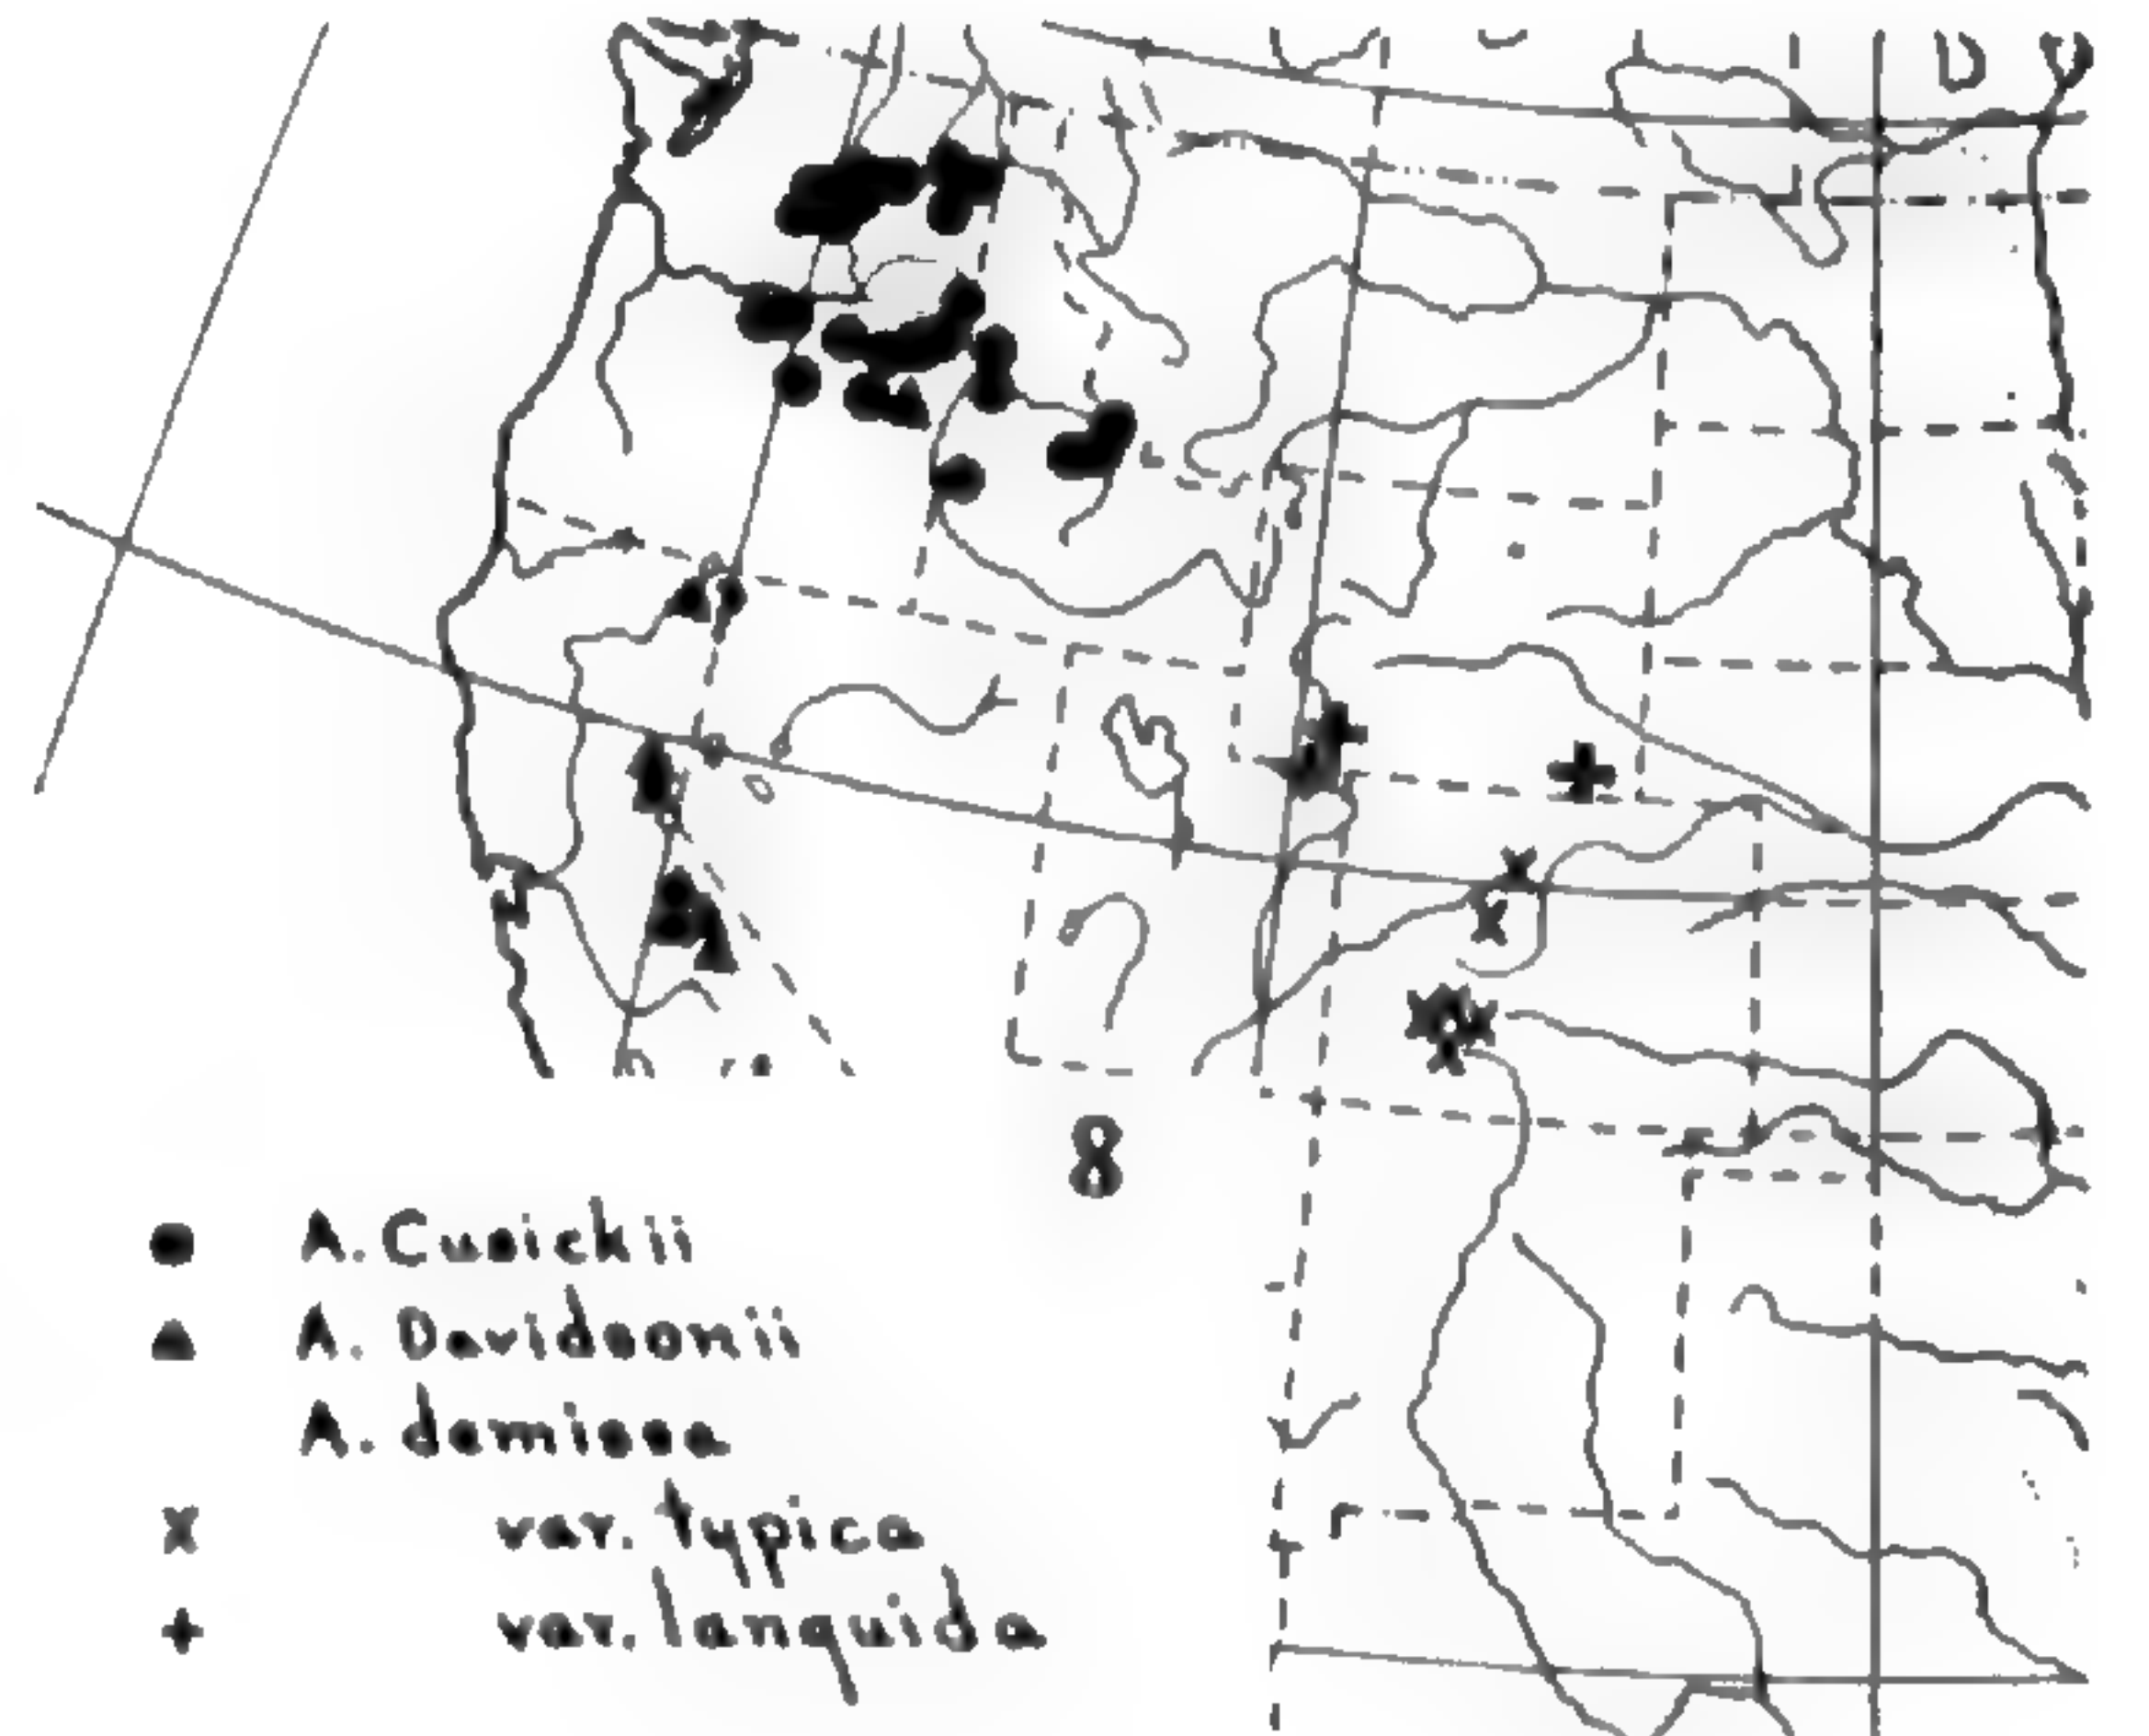 8
A. Cusickii
A. Davidsonii
A. demissa
var. typica
var. languida